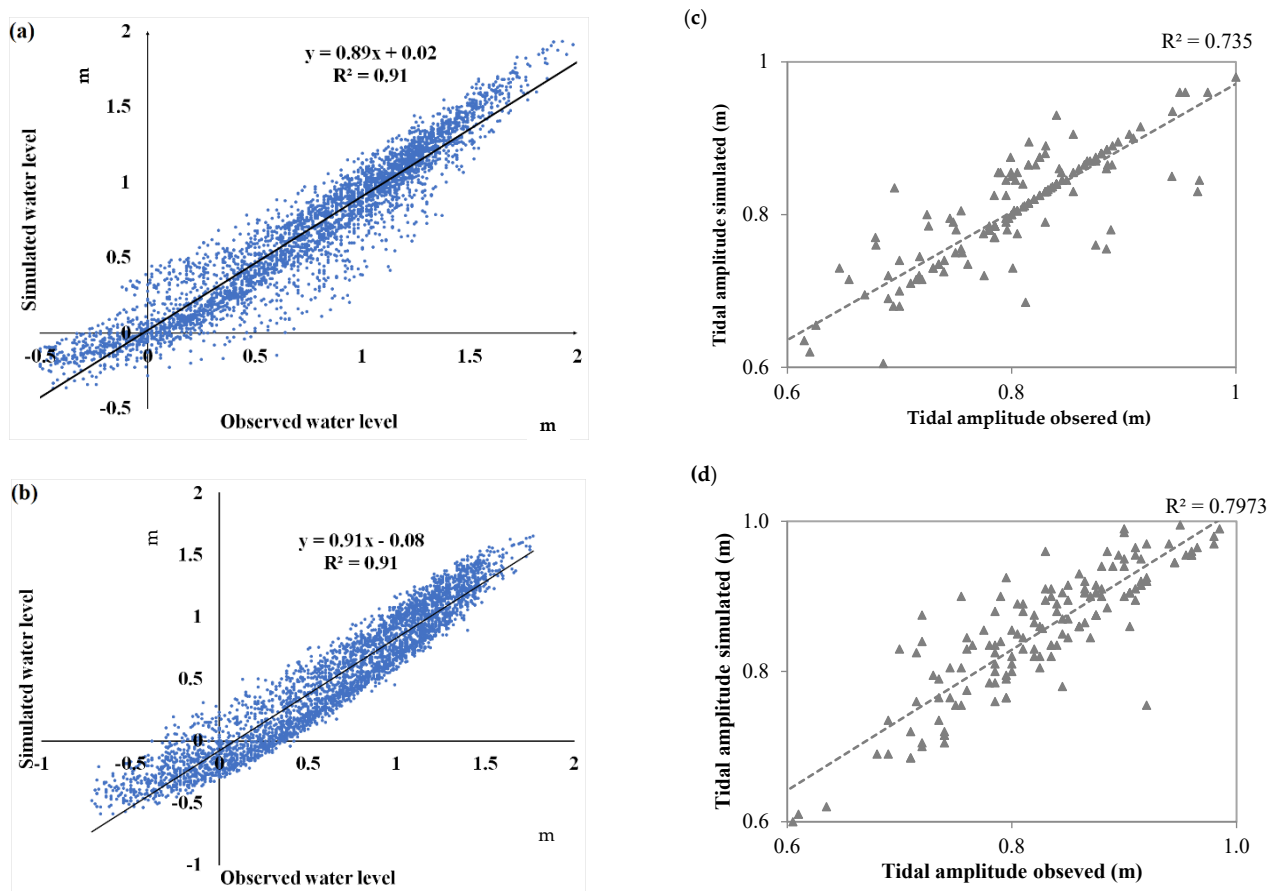 (a)
2
m
y = 0.89x + 0.02
R² = 0.91
1.5
1
0.5
0
-0.5
0
0.5
1
1.5
2
-0.5
Simulated water level
Observed water level
m
(b)
2
m
y = 0.91x - 0.08
R² = 0.91
1.5
1
0.5
0
-1
-0.5
0
0.5
1
1.5
2
-0.5
-1
Simulated water level
m
Observed water level
(c)
R² = 0.735
1
0.8
0.6
0.6
0.8
1
Tidal amplitude simulated (m)
Tidal amplitude obsered (m)
(d)
R² = 0.7973
1.0
0.8
0.6
0.6
0.8
1.0
Tidal amplitude simulated (m)
Tidal amplitude obseved (m)